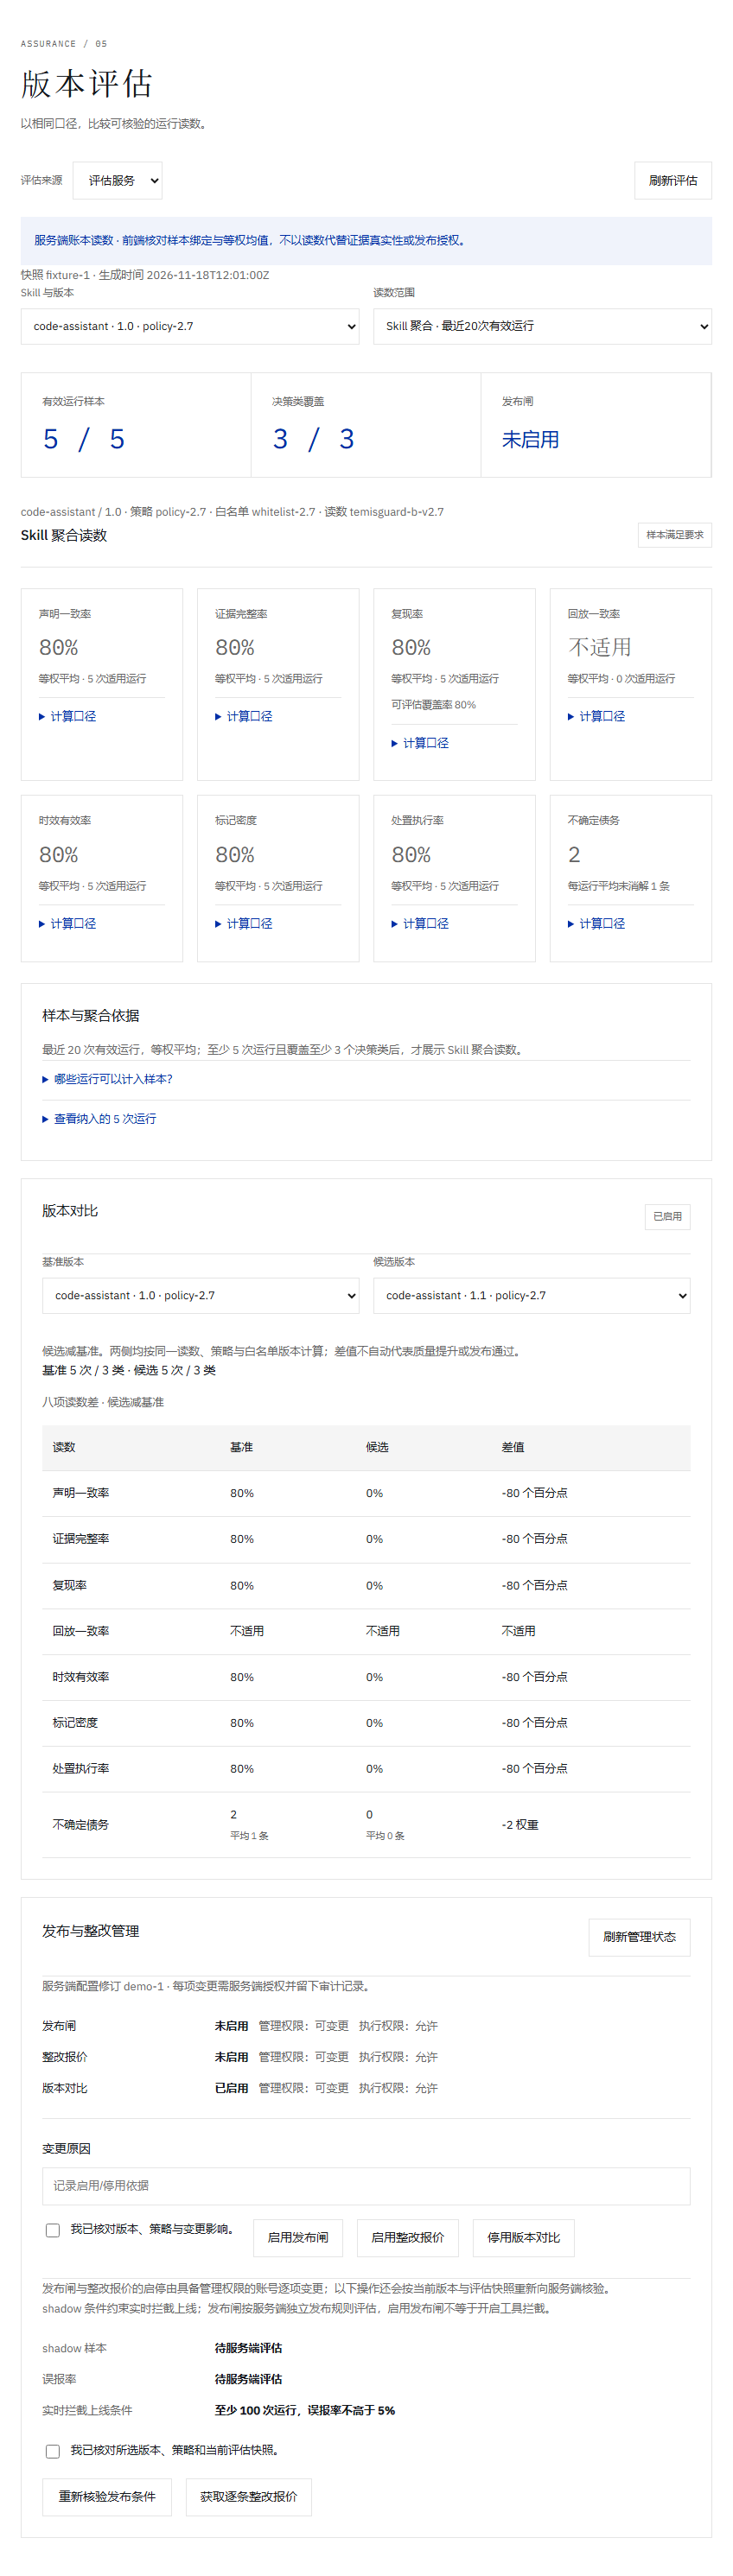 ASSURANCE / 05
版本评估
以相同口径，比较可核验的运行读数。
评估来源
评估服务
刷新评估
服务端账本读数 · 前端核对样本绑定与等权均值，不以读数代替证据真实性或发布授权。
快照 fixture-1 · 生成时间 2026-11-18T12:01:00Z
Skill 与版本
读数范围
code-assistant · 1.0 · policy-2.7
Skill 聚合 · 最近20次有效运行
有效运行样本
决策类覆盖
发布闸
5 / 5
3 / 3
未启用
code-assistant / 1.0 · 策略 policy-2.7 · 白名单 whitelist-2.7 · 读数 temisguard-b-v2.7
Skill 聚合读数
样本满足要求
声明一致率
80%
等权平均 · 5 次适用运行
计算口径
证据完整率
80%
等权平均 · 5 次适用运行
计算口径
复现率
80%
等权平均 · 5 次适用运行
可评估覆盖率 80%
计算口径
回放一致率
不适用
等权平均 · 0 次适用运行
计算口径
时效有效率
80%
等权平均 · 5 次适用运行
计算口径
标记密度
80%
等权平均 · 5 次适用运行
计算口径
处置执行率
80%
等权平均 · 5 次适用运行
计算口径
不确定债务
2
每运行平均未消解 1 条
计算口径
样本与聚合依据
最近 20 次有效运行，等权平均；至少 5 次运行且覆盖至少 3 个决策类后，才展示 Skill 聚合读数。
哪些运行可以计入样本？
查看纳入的 5 次运行
版本对比
已启用
基准版本
候选版本
code-assistant · 1.0 · policy-2.7
code-assistant · 1.1 · policy-2.7
候选减基准。两侧均按同一读数、策略与白名单版本计算；差值不自动代表质量提升或发布通过。
基准 5 次 / 3 类 · 候选 5 次 / 3 类
八项读数差 · 候选减基准
读数 基准 候选 差值
声明一致率 80% 0% -80 个百分点
证据完整率 80% 0% -80 个百分点
复现率 80% 0% -80 个百分点
回放一致率 不适用 不适用 不适用
时效有效率 80% 0% -80 个百分点
标记密度 80% 0% -80 个百分点
处置执行率 80% 0% -80 个百分点
不确定债务 2 平均 1 条 0 平均 0 条 -2 权重
发布与整改管理
刷新管理状态
服务端配置修订 demo-1 · 每项变更需服务端授权并留下审计记录。
发布闸 未启用 管理权限：可变更 执行权限：允许
整改报价 未启用 管理权限：可变更 执行权限：允许
版本对比 已启用 管理权限：可变更 执行权限：允许
变更原因
记录启用/停用依据
我已核对版本、策略与变更影响。
启用发布闸
启用整改报价
停用版本对比
发布闸与整改报价的启停由具备管理权限的账号逐项变更；以下操作还会按当前版本与评估快照重新向服务端核验。
shadow 条件约束实时拦截上线；发布闸按服务端独立发布规则评估，启用发布闸不等于开启工具拦截。
shadow 样本 待服务端评估
误报率 待服务端评估
实时拦截上线条件 至少 100 次运行，误报率不高于 5%
我已核对所选版本、策略和当前评估快照。
重新核验发布条件
获取逐条整改报价